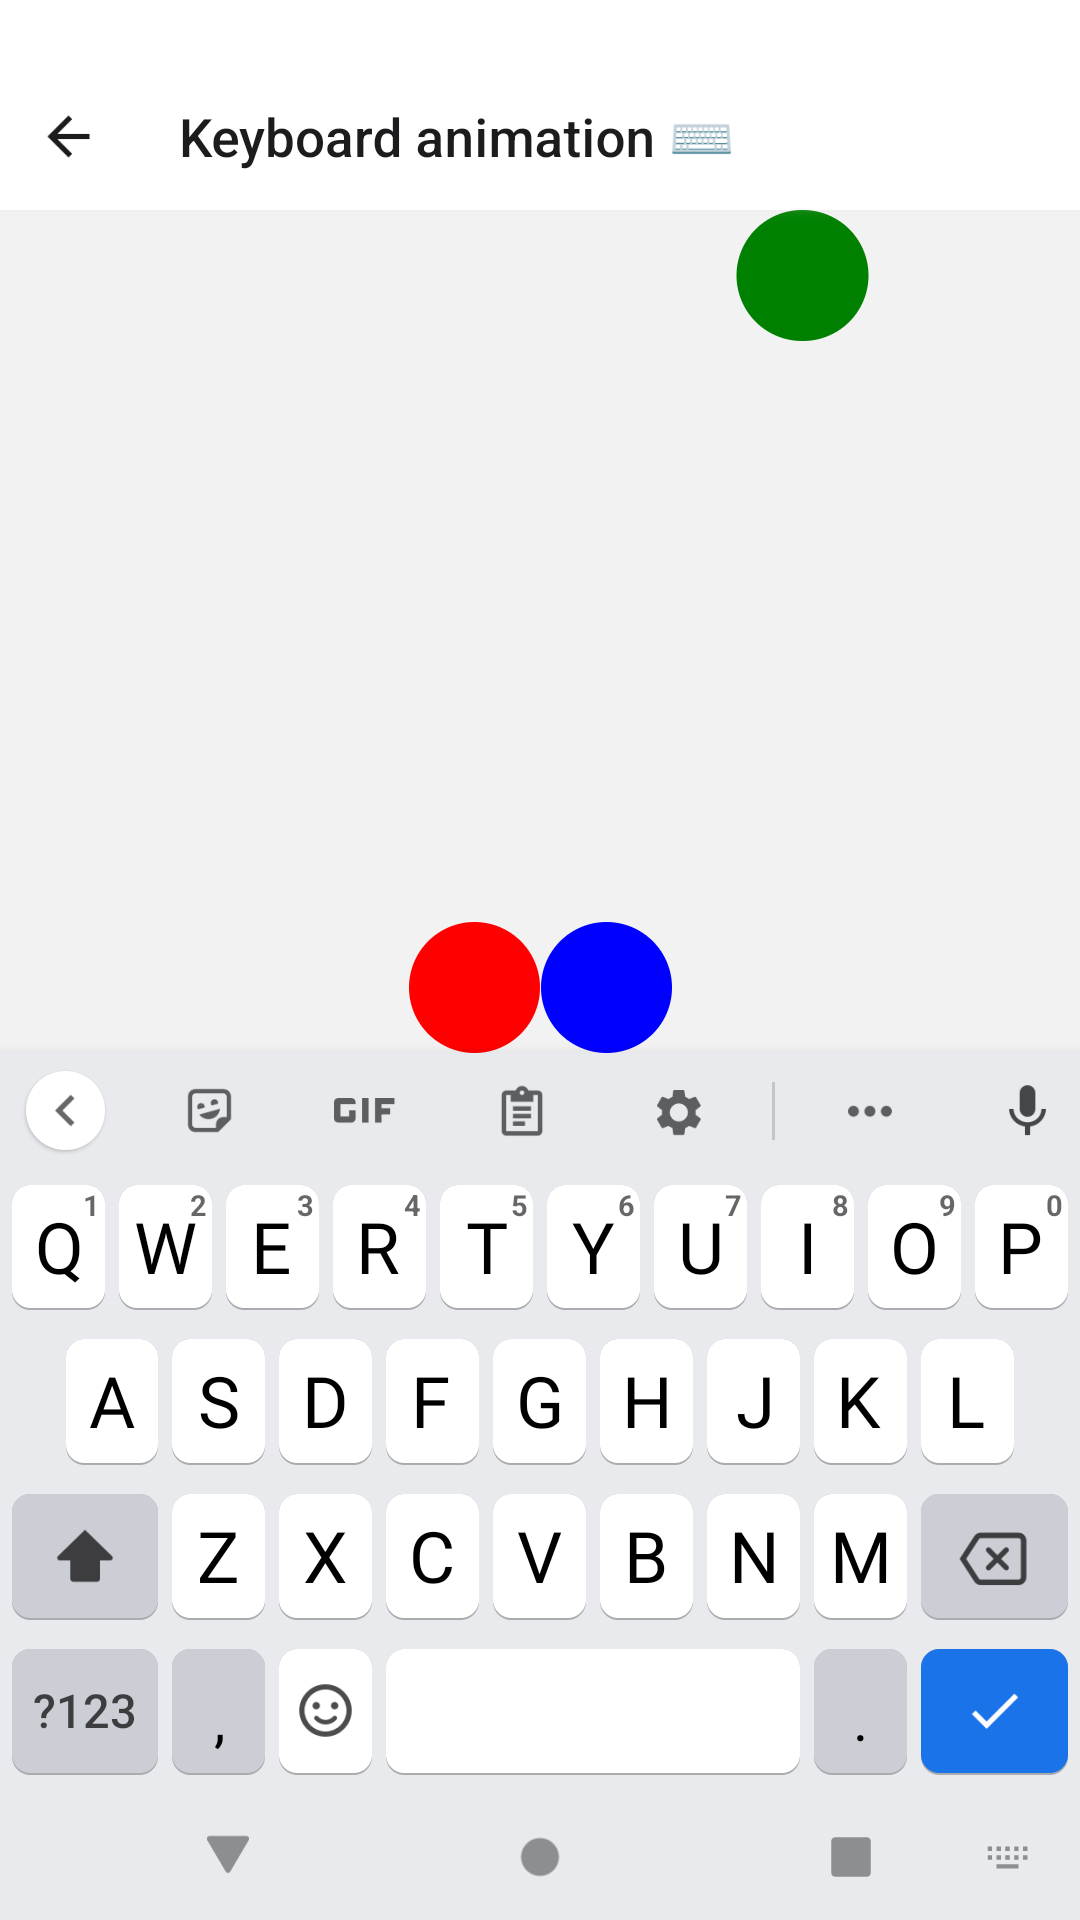 Keyboard animation ⌨️
GIF
1 2 3 4 5 6 7 8 9 0
Q W E R T Y U I O P
A S D F G H J K L
Z X C V B N M
?123 , .